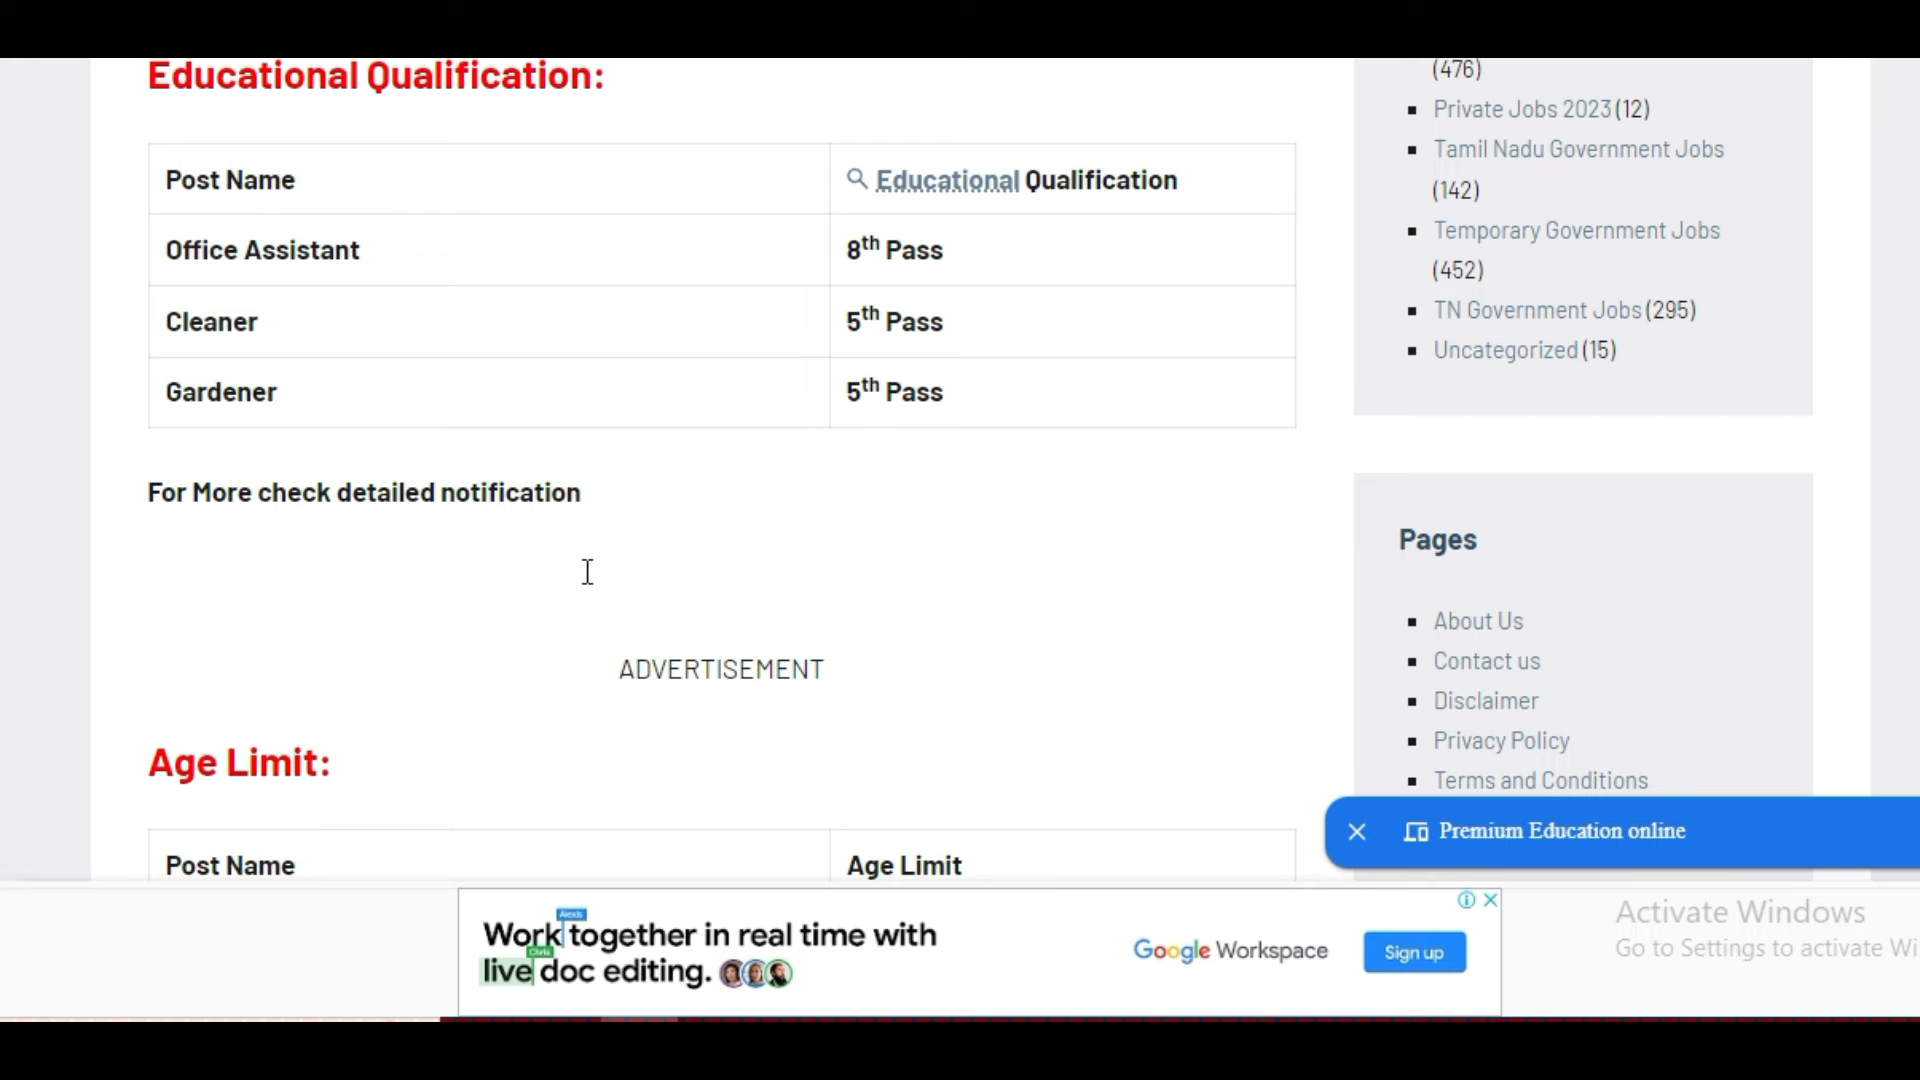 Educational Qualification:
Post Name
Educational Qualification
Office Assistant
8th Pass
Cleaner
5th Pass
Gardener
5th Pass
For More check detailed notification
ADVERTISEMENT
Age Limit:
Post Name
Age Limit
(476)
Private Jobs 2023 (12)
Tamil Nadu Government Jobs
(142)
Temporary Government Jobs
(452)
TN Government Jobs (295)
Uncategorized (15)
Pages
About Us
Contact us
Disclaimer
Privacy Policy
Terms and Conditions
Premium Education online
Alexis
Work together in real time with
Chris
live doc editing.
Google Workspace
Sign up
Activate Windows
Go to Settings to activate Wi